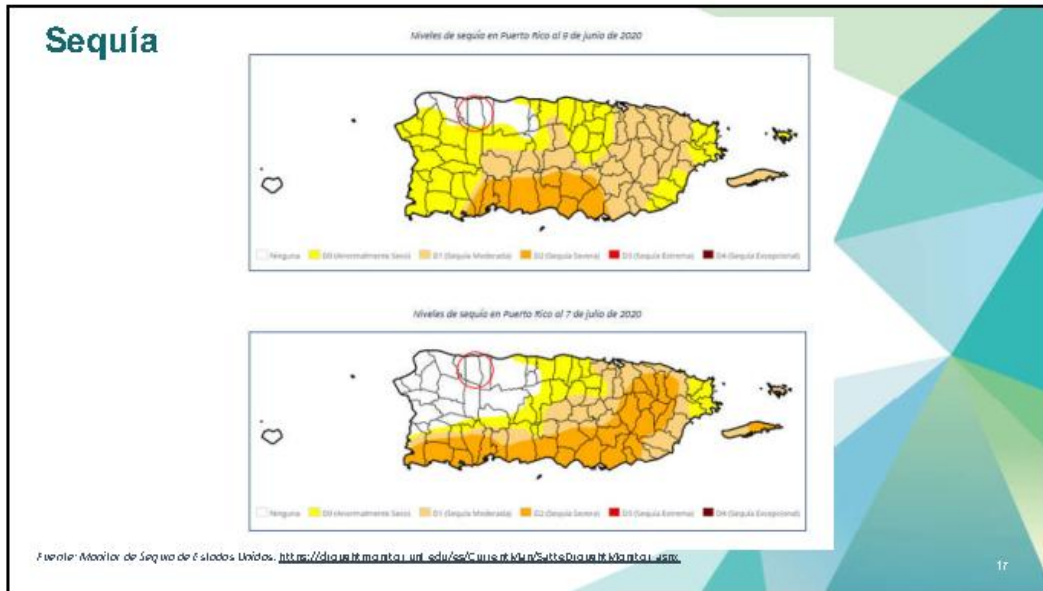 Sequía
Niveles de sequía en Puerto Rico al 9 de junio de 2020
Ninguna D0 (Anormalmente Seco) D1 (Sequía Moderada) D2 (Sequía Severa) D3 (Sequía Extrema) D4 (Sequía Excepcional)
Niveles de sequía en Puerto Rico al 7 de julio de 2020
Ninguna D0 (Anormalmente Seco) D1 (Sequía Moderada) D2 (Sequía Severa) D3 (Sequía Extrema) D4 (Sequía Excepcional)
Fuente: Monitor de Sequía de Estados Unidos.